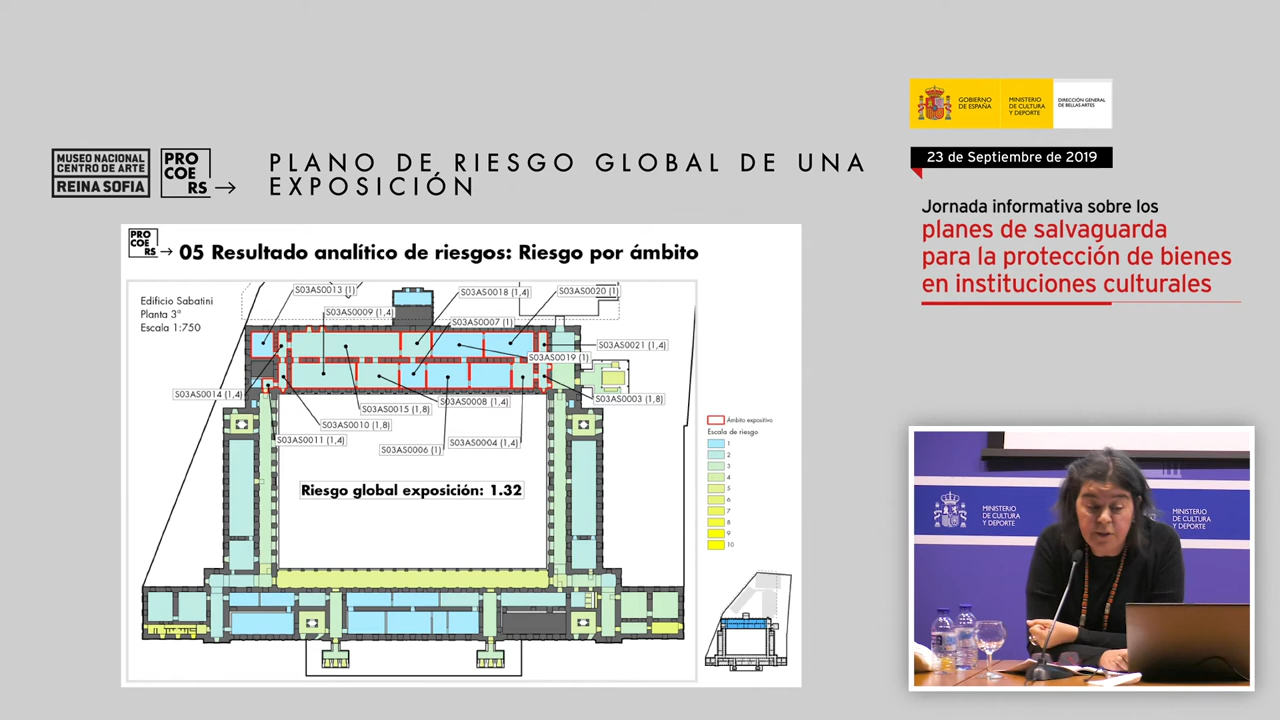 MUSEO NACIONAL
CENTRO DE ARTE
REINA SOFIA
PRO
COE
RS
PLANO DE RIESGO GLOBAL DE UNA
EXPOSICIÓN
PRO
COE
RS
05 Resultado analítico de riesgos: Riesgo por ámbito
Edificio Sabatini
Planta 3ª
Escala 1:750
S03AS0013 (1)
S03AS0018 (1,4)
S03AS0020 (1)
S03AS0009 (1,4)
S03AS0007 (1)
S03AS0021 (1,4)
S03AS0019 (1)
S03AS0014 (1,4)
S03AS0015 (1,8)
S03AS0008 (1,4)
S03AS0003 (1,8)
S03AS0010 (1,8)
S03AS0011 (1,4)
S03AS0006 (1)
S03AS0004 (1,4)
Riesgo global exposición: 1.32
Ámbito expositivo
Escala de riesgo
1
2
3
4
5
6
7
8
9
10
GOBIERNO
DE ESPAÑA
MINISTERIO
DE CULTURA
Y DEPORTE
DIRECCIÓN GENERAL
DE BELLAS ARTES
23 de Septiembre de 2019
Jornada informativa sobre los
planes de salvaguarda
para la protección de bienes
en instituciones culturales
MINISTERIO
DE CULTURA
Y DEPORTE
MINISTERIO
DE CULTURA
Y DEPORTE